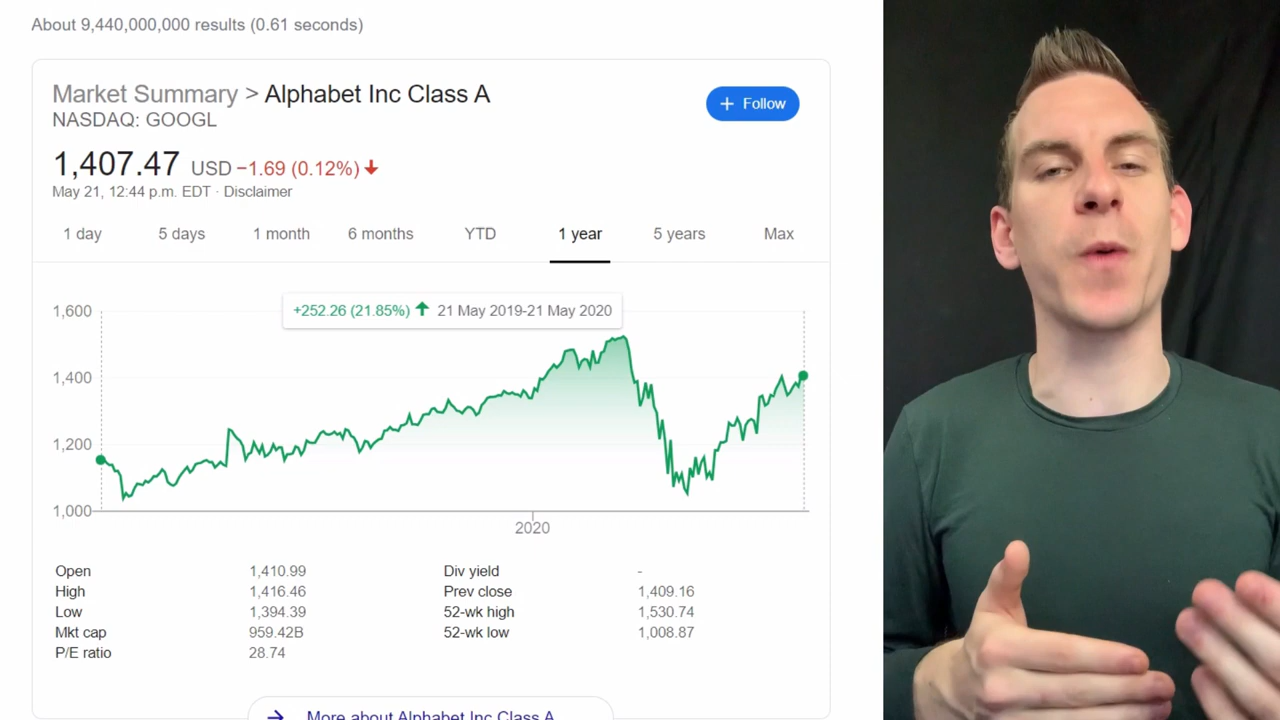 About 9,440,000,000 results (0.61 seconds)
Market Summary > Alphabet Inc Class A
NASDAQ: GOOGL
+ Follow
1,407.47 USD −1.69 (0.12%)
May 21, 12:44 p.m. EDT · Disclaimer
1 day 5 days 1 month 6 months YTD 1 year 5 years Max
+252.26 (21.85%) 21 May 2019-21 May 2020
1,600
1,400
1,200
1,000
2020
Open 1,410.99 Div yield -
High 1,416.46 Prev close 1,409.16
Low 1,394.39 52-wk high 1,530.74
Mkt cap 959.42B 52-wk low 1,008.87
P/E ratio 28.74
More about Alphabet Inc Class A